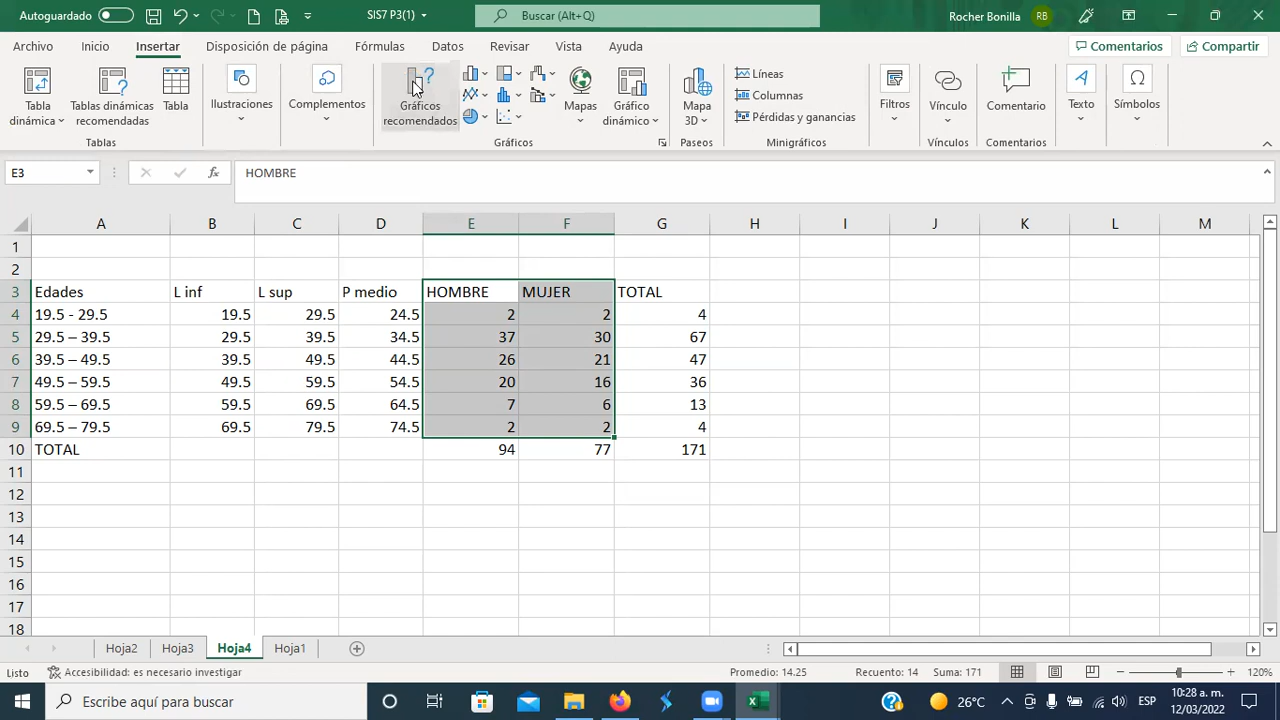 Autoguardado SIS7 P3(1) Buscar (Alt+Q) Rocher Bonilla RB
Archivo Inicio Insertar Disposición de página Fórmulas Datos Revisar Vista Ayuda Comentarios Compartir
Tabla dinámica
Tablas dinámicas recomendadas
Tabla
Ilustraciones
Complementos
Gráficos recomendados
Mapas
Gráfico dinámico
Mapa 3D
Líneas
Columnas
Pérdidas y ganancias
Filtros
Vínculo
Comentario
Texto
Símbolos
Tablas Gráficos Paseos Minigráficos Vínculos Comentarios
E3 fx HOMBRE
A B C D E F G H I J K L M
1
2
3 Edades L inf L sup P medio HOMBRE MUJER TOTAL
4 19.5 - 29.5 19.5 29.5 24.5 2 2 4
5 29.5 – 39.5 29.5 39.5 34.5 37 30 67
6 39.5 – 49.5 39.5 49.5 44.5 26 21 47
7 49.5 – 59.5 49.5 59.5 54.5 20 16 36
8 59.5 – 69.5 59.5 69.5 64.5 7 6 13
9 69.5 – 79.5 69.5 79.5 74.5 2 2 4
10 TOTAL 94 77 171
11
12
13
14
15
16
17
18
Hoja2 Hoja3 Hoja4 Hoja1
Listo Accesibilidad: es necesario investigar Promedio: 14.25 Recuento: 14 Suma: 171 120%
Escribe aquí para buscar 26°C ESP 10:28 a. m.
12/03/2022